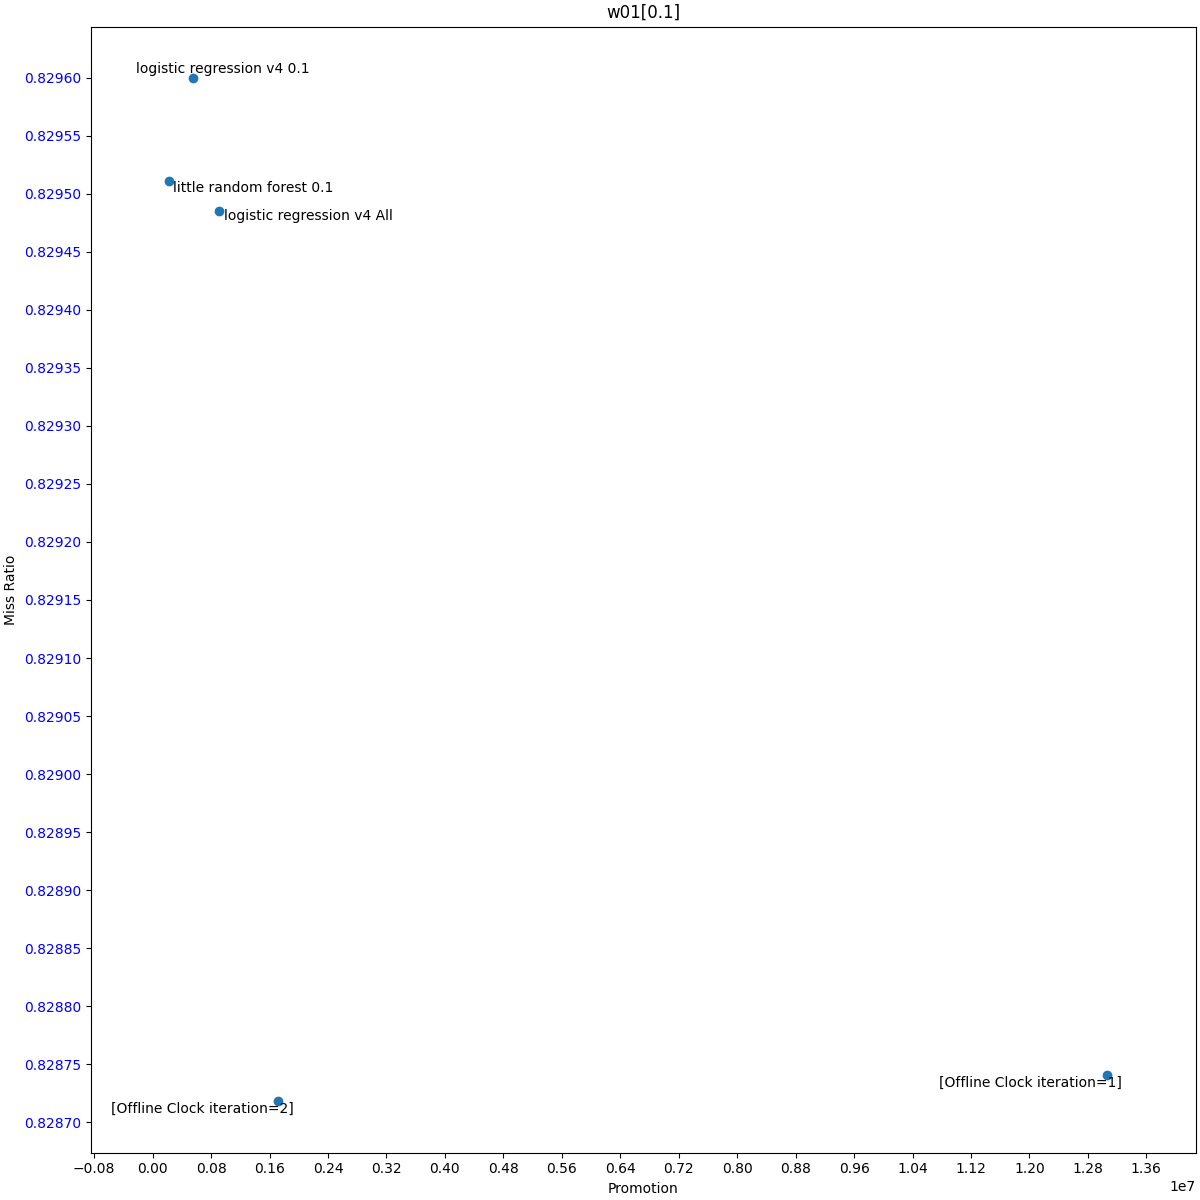 w01[0.1]
logistic regression v4 0.1
0.82960
0.82955
little random forest 0.1
0.82950
logistic regression v4 All
0.82945
0.82940
0.82935
0.82930
0.82925
0.82920
0.82915
0.82910
0.82905
0.82900
0.82895
0.82890
0.82885
0.82880
0.82875
0.82870
Miss Ratio
[Offline Clock iteration=1]
[Offline Clock iteration=2]
−0.08 0.00 0.08 0.16 0.24 0.32 0.40 0.48 0.56 0.64 0.72 0.80 0.88 0.96 1.04 1.12 1.20 1.28 1.36
1e7
Promotion